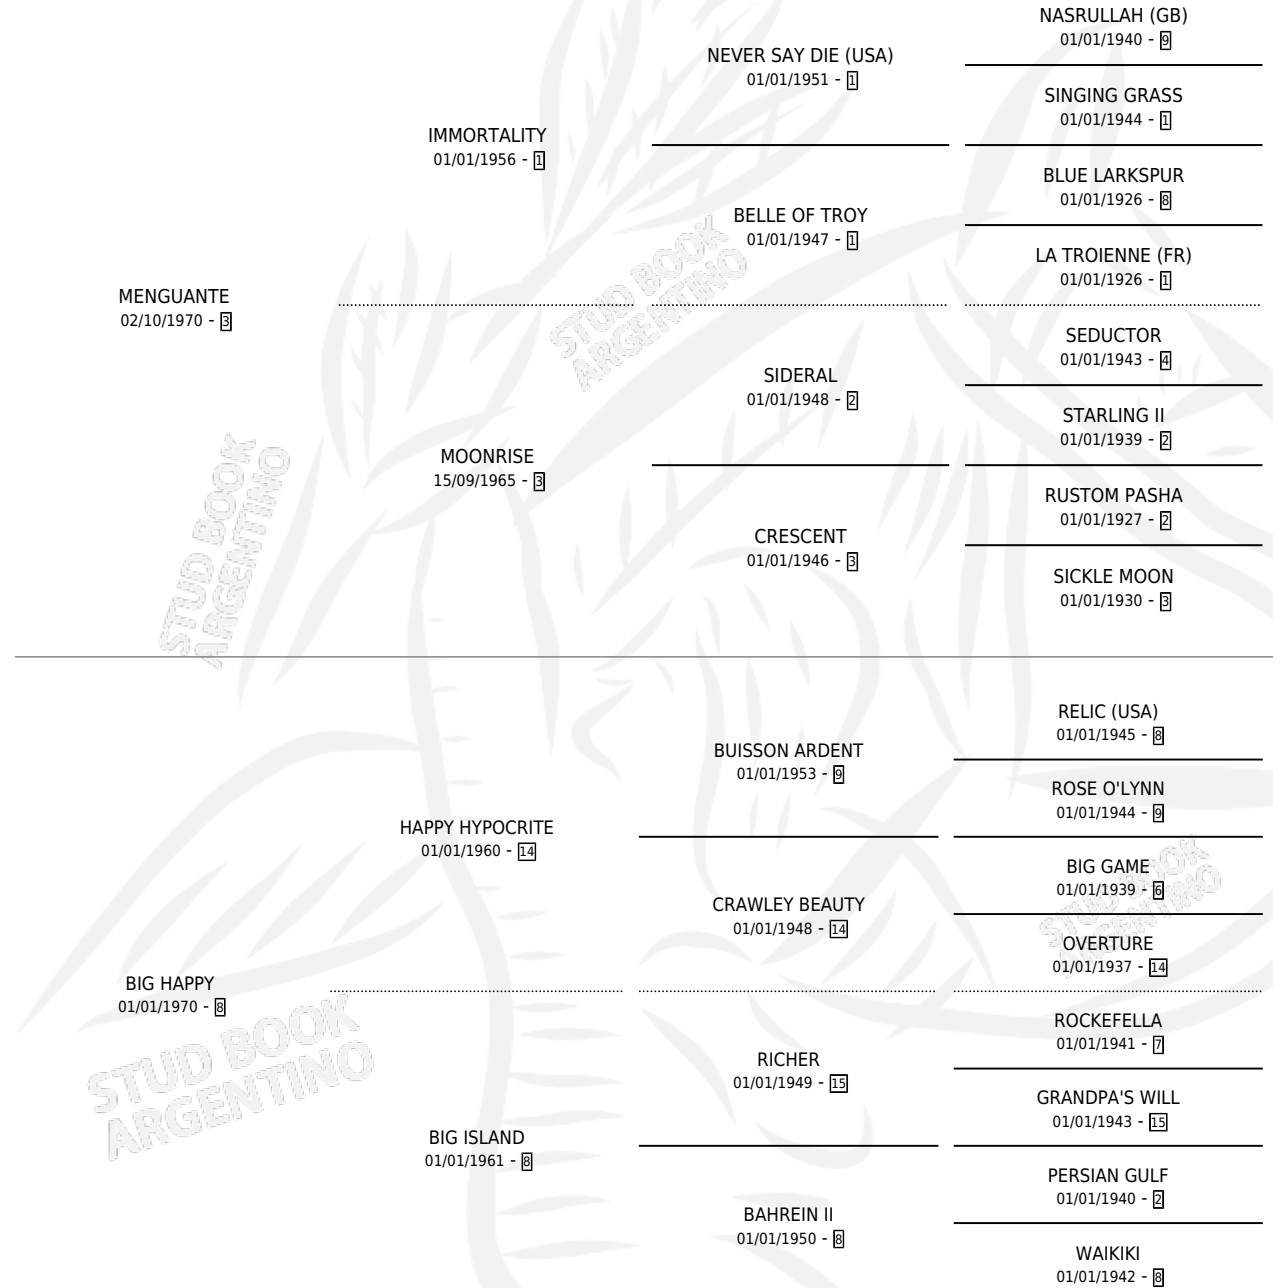 NASRULLAH (GB)
01/01/1940 - 9
NEVER SAY DIE (USA)
01/01/1951 - 1
SINGING GRASS
01/01/1944 - 1
IMMORTALITY
01/01/1956 - 1
BLUE LARKSPUR
01/01/1926 - 8
BELLE OF TROY
01/01/1947 - 1
LA TROIENNE (FR)
01/01/1926 - 1
MENGUANTE
02/10/1970 - 3
STUD BOOK
ARGENTINO
SEDUCTOR
01/01/1943 - 4
SIDERAL
01/01/1948 - 2
STARLING II
01/01/1939 - 2
MOONRISE
15/09/1965 - 3
RUSTOM PASHA
01/01/1927 - 2
CRESCENT
01/01/1946 - 3
SICKLE MOON
01/01/1930 - 3
STUD BOOK
ARGENTINO
RELIC (USA)
01/01/1945 - 8
BUISSON ARDENT
01/01/1953 - 9
ROSE O'LYNN
01/01/1944 - 9
HAPPY HYPOCRITE
01/01/1960 - 14
BIG GAME
01/01/1939 - 6
CRAWLEY BEAUTY
01/01/1948 - 14
OVERTURE
01/01/1937 - 14
STUD BOOK
ARGENTINO
BIG HAPPY
01/01/1970 - 8
ROCKEFELLA
01/01/1941 - 7
RICHER
01/01/1949 - 15
GRANDPA'S WILL
01/01/1943 - 15
STUD BOOK
ARGENTINO
BIG ISLAND
01/01/1961 - 8
PERSIAN GULF
01/01/1940 - 2
BAHREIN II
01/01/1950 - 8
WAIKIKI
01/01/1942 - 8